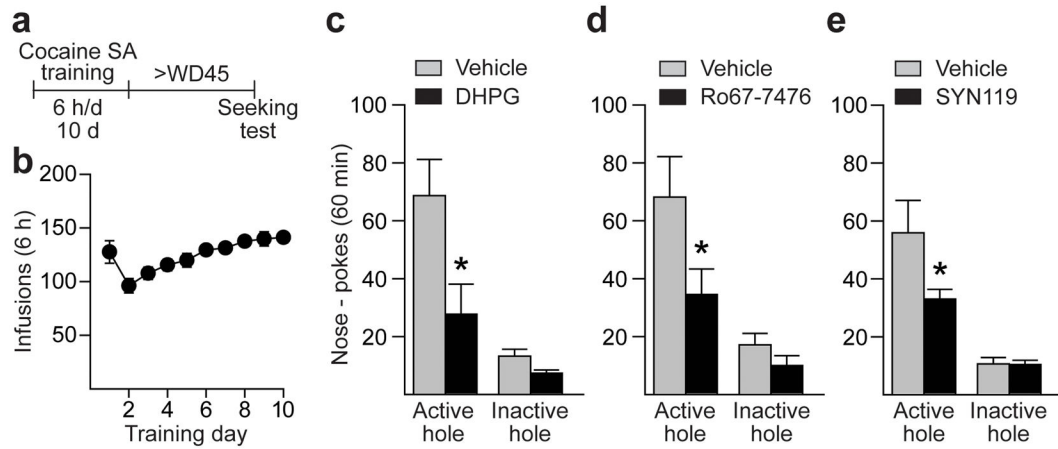 a
Cocaine SA
training
>WD45
6 h/d
10 d
Seeking
test
b
Infusions (6 h)
200
150
100
50
2 4 6 8 10
Training day
c
Vehicle
DHPG
Nose - pokes (60 min)
100
80
60
40
20
*
Active
hole
Inactive
hole
d
Vehicle
Ro67-7476
100
80
60
40
20
*
Active
hole
Inactive
hole
e
Vehicle
SYN119
100
80
60
40
20
*
Active
hole
Inactive
hole